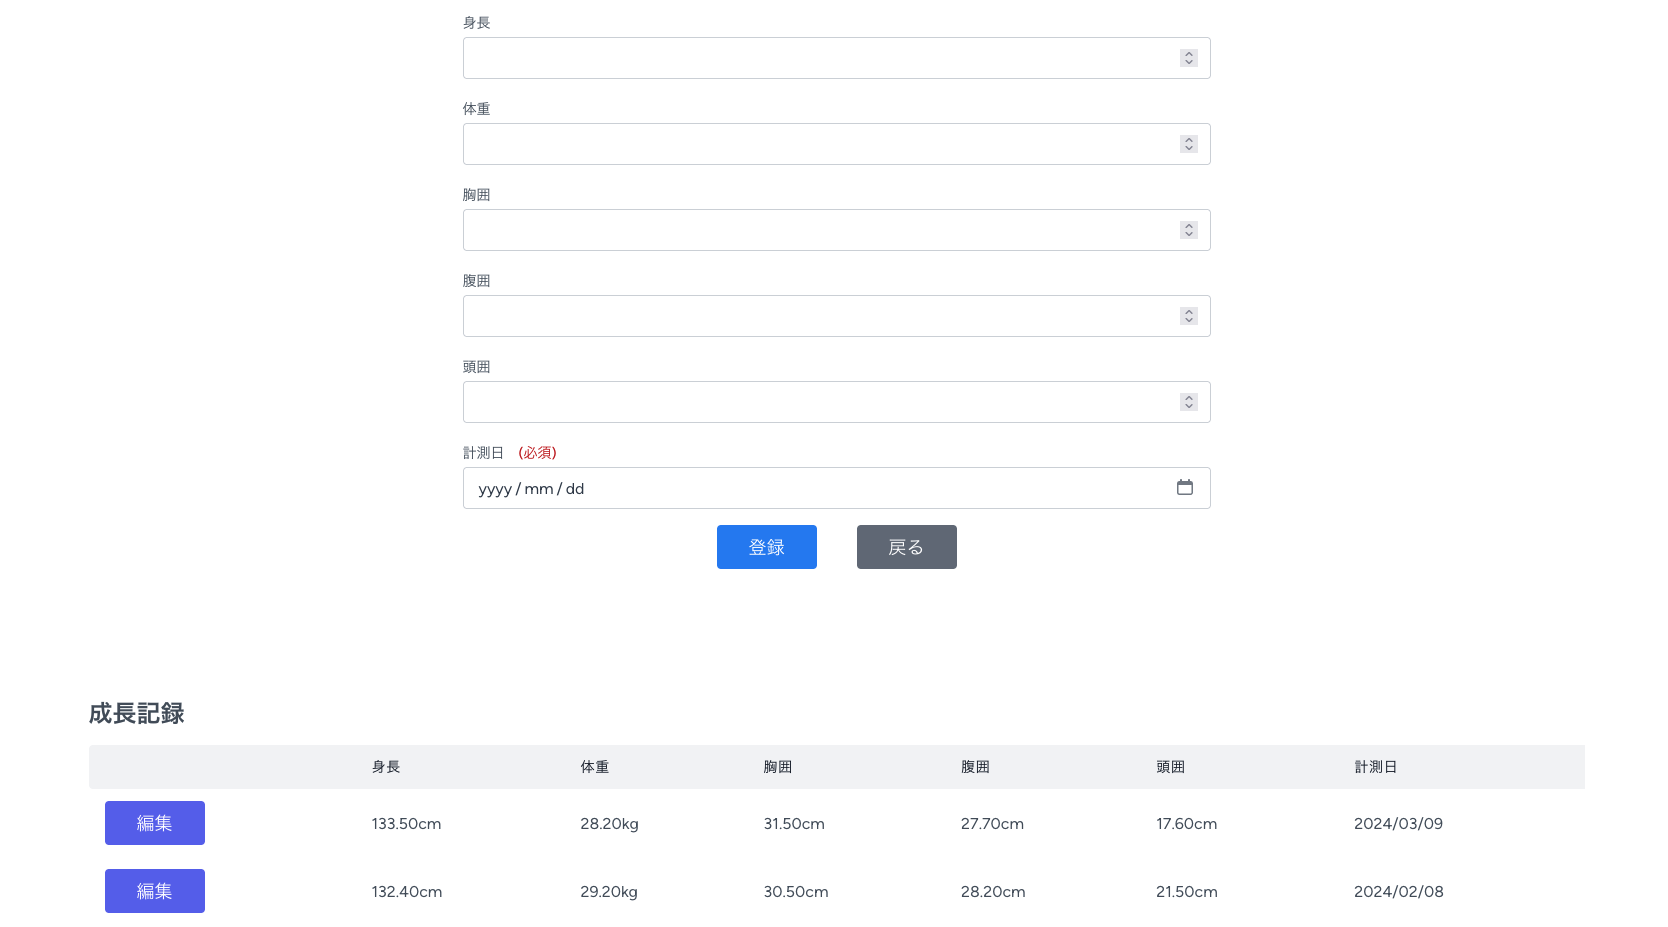 身長
体重
胸囲
腹囲
頭囲
計測日 (必須)
yyyy / mm / dd
登録 戻る
成長記録
身長 体重 胸囲 腹囲 頭囲 計測日
編集 133.50cm 28.20kg 31.50cm 27.70cm 17.60cm 2024/03/09
編集 132.40cm 29.20kg 30.50cm 28.20cm 21.50cm 2024/02/08